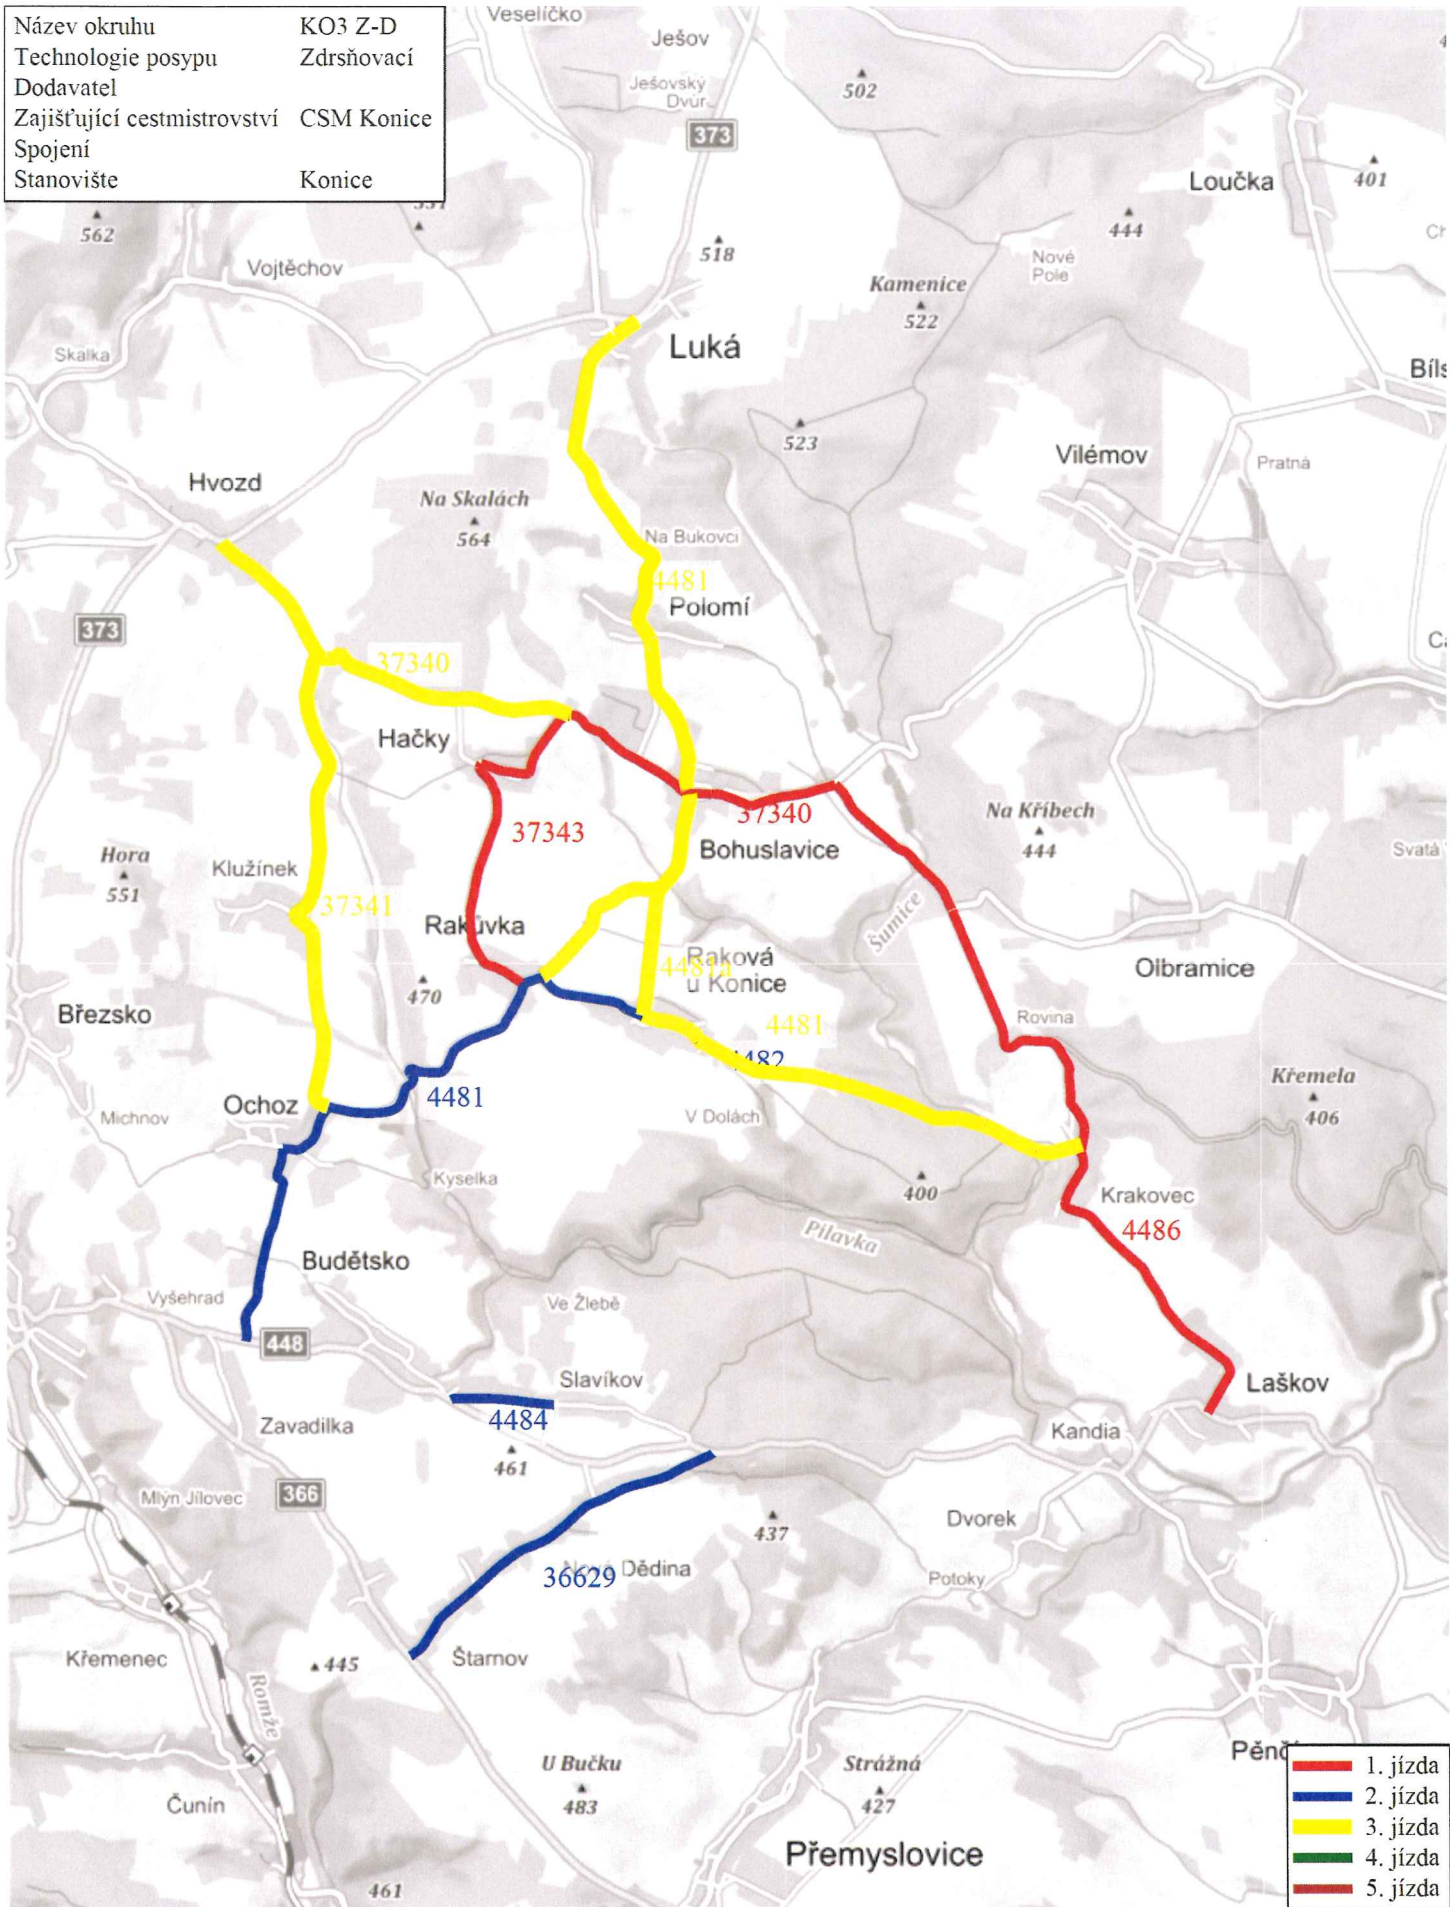 Název okruhu KO3 Z-D
Technologie posypu Zdrsňovací
Dodavatel
Zajišťující cestmistrovství CSM Konice
Spojení
Stanoviště Konice
Veselíčko
Ješov
Ješovský
Dvůr
502
373
Loučka
401
562
444
518
Nové
Pole
Vojtěchov
Kamenice
522
Luká
Skalka
523
Vilémov
Pratná
Hvozd
Na Skalách
564
Na Bukovci
4481
Polomí
373
37340
Hačky
37343
37340
Na Kříbech
444
Bohuslavice
Svatá
Hora
551
Klužínek
37341
Rakůvka
Šumice
Raková
u Konice
4481a
Olbramice
470
Březsko
Rovina
4481
4482
Křemela
406
Ochoz
4481
Michnov
V Dolách
Kyselka
400
Krakovec
4486
Pilavka
Budětsko
Vyšehrad
Ve Žlebě
448
Slavíkov
Laškov
4484
Zavadilka
Kandia
461
Mlýn Jílovec
366
437
Dvorek
Nová Dědina
36629
Potoky
Křemenec
445
Štarnov
Romže
U Bučku
483
Strážná
427
Čunín
Přemyslovice
461
1. jízda
2. jízda
3. jízda
4. jízda
5. jízda